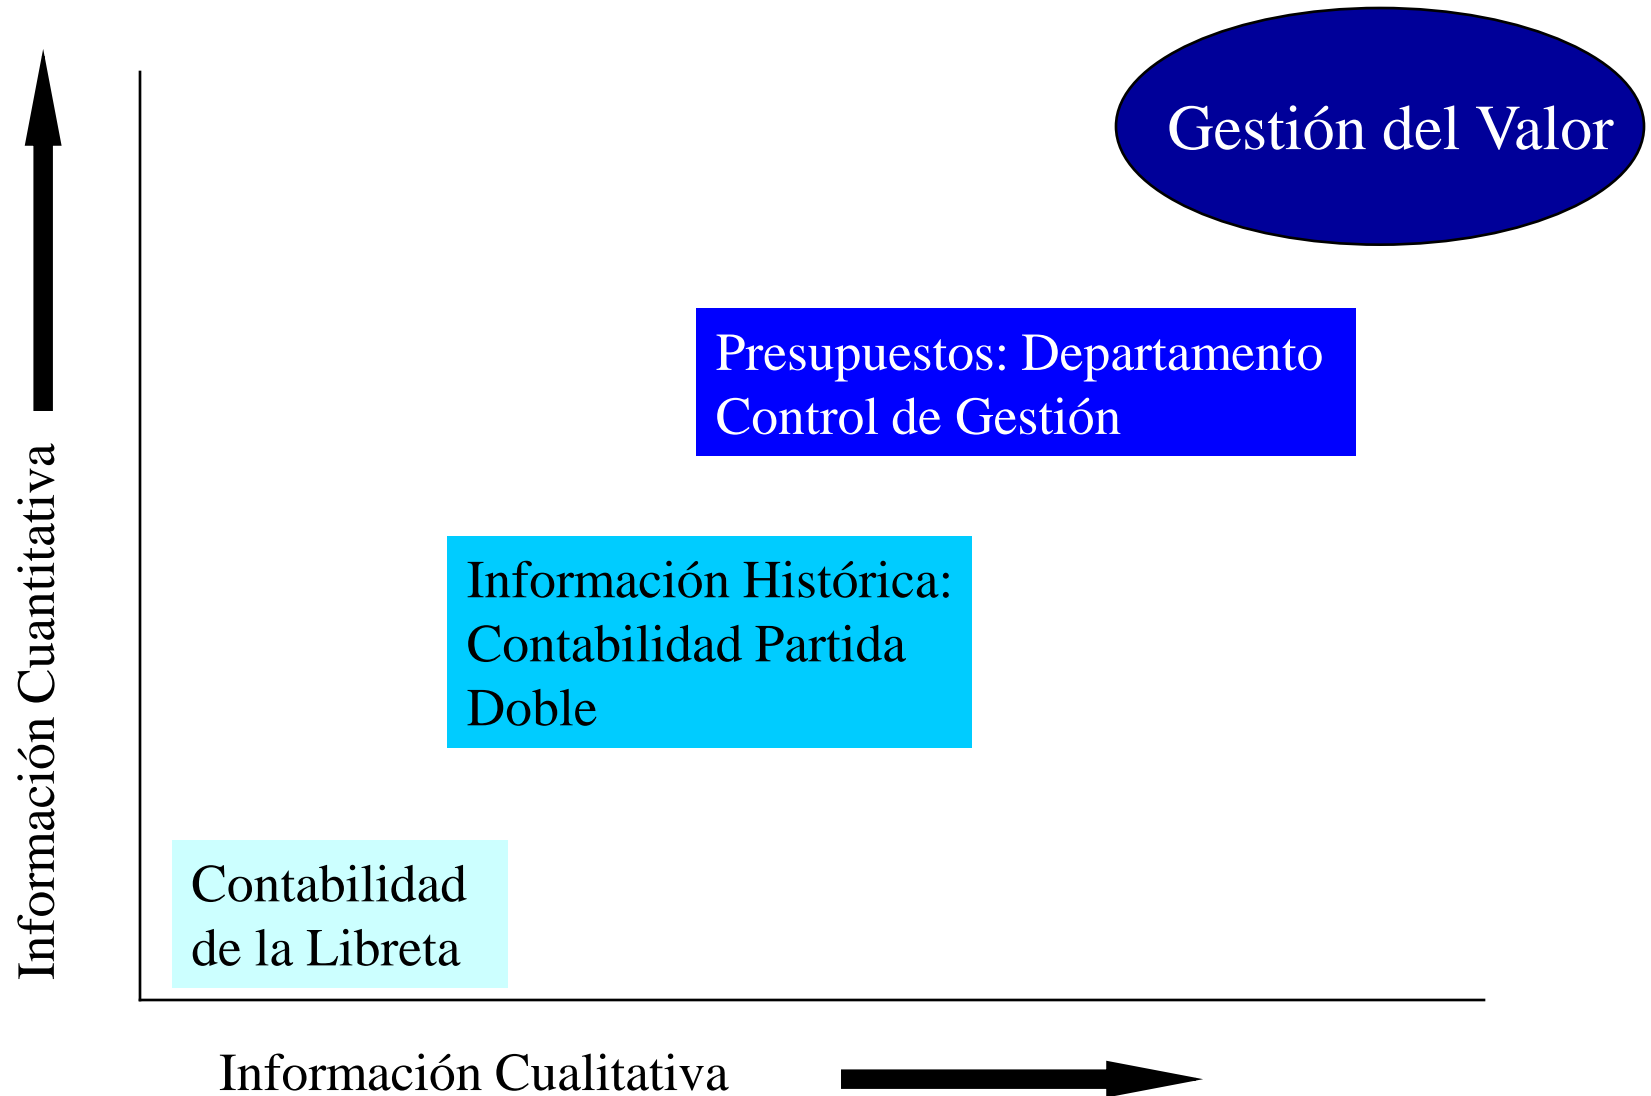 Gestión del Valor
Presupuestos: Departamento
Control de Gestión
Información Histórica:
Contabilidad Partida
Doble
Contabilidad
de la Libreta
Información Cuantitativa
Información Cualitativa